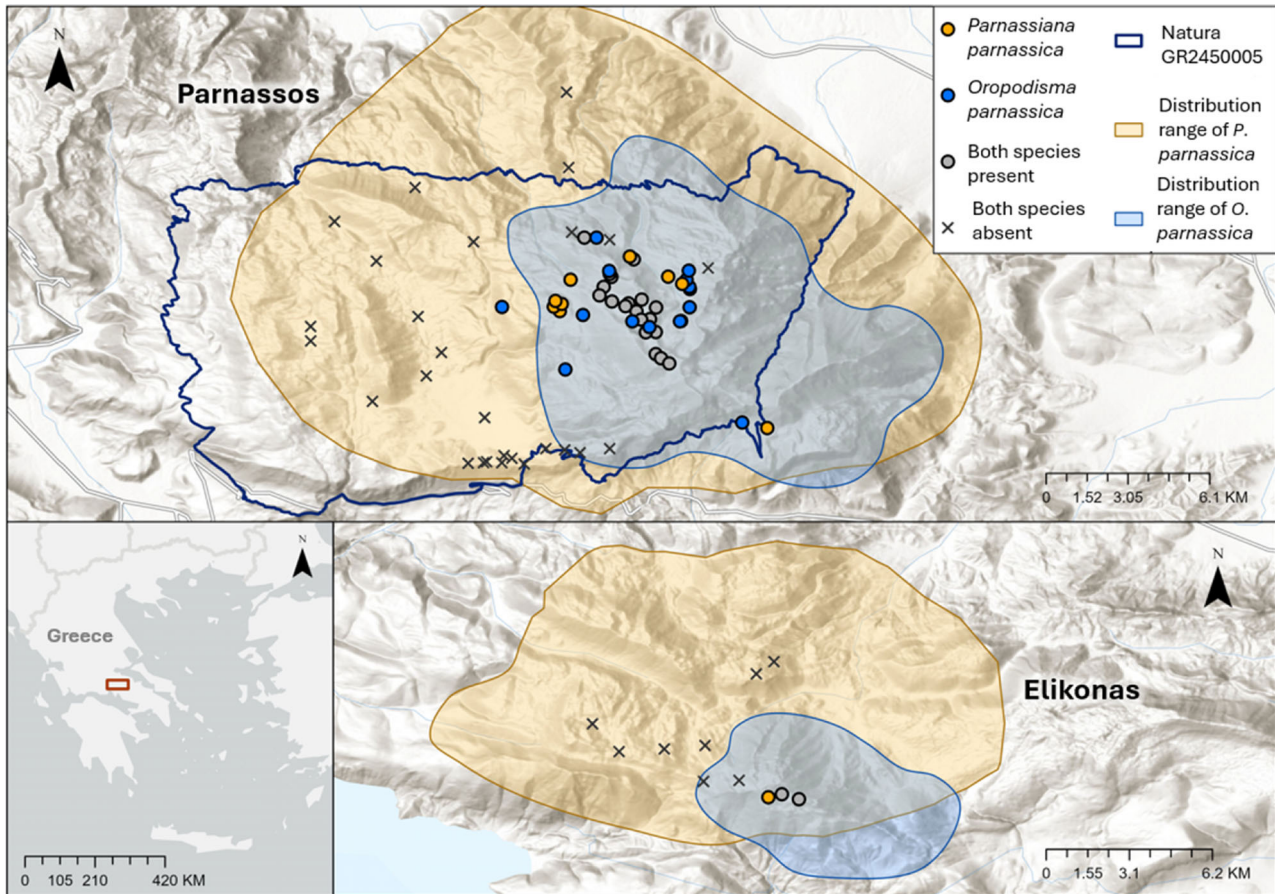 N
Parnassos
Parnassiana
parnassica
Oropodisma
parnassica
Both species
present
Both species
absent
Natura
GR2450005
Distribution
range of P.
parnassica
Distribution
range of O.
parnassica
0 1.52 3.05 6.1 KM
N
Greece
0 105 210 420 KM
N
Elikonas
0 1.55 3.1 6.2 KM